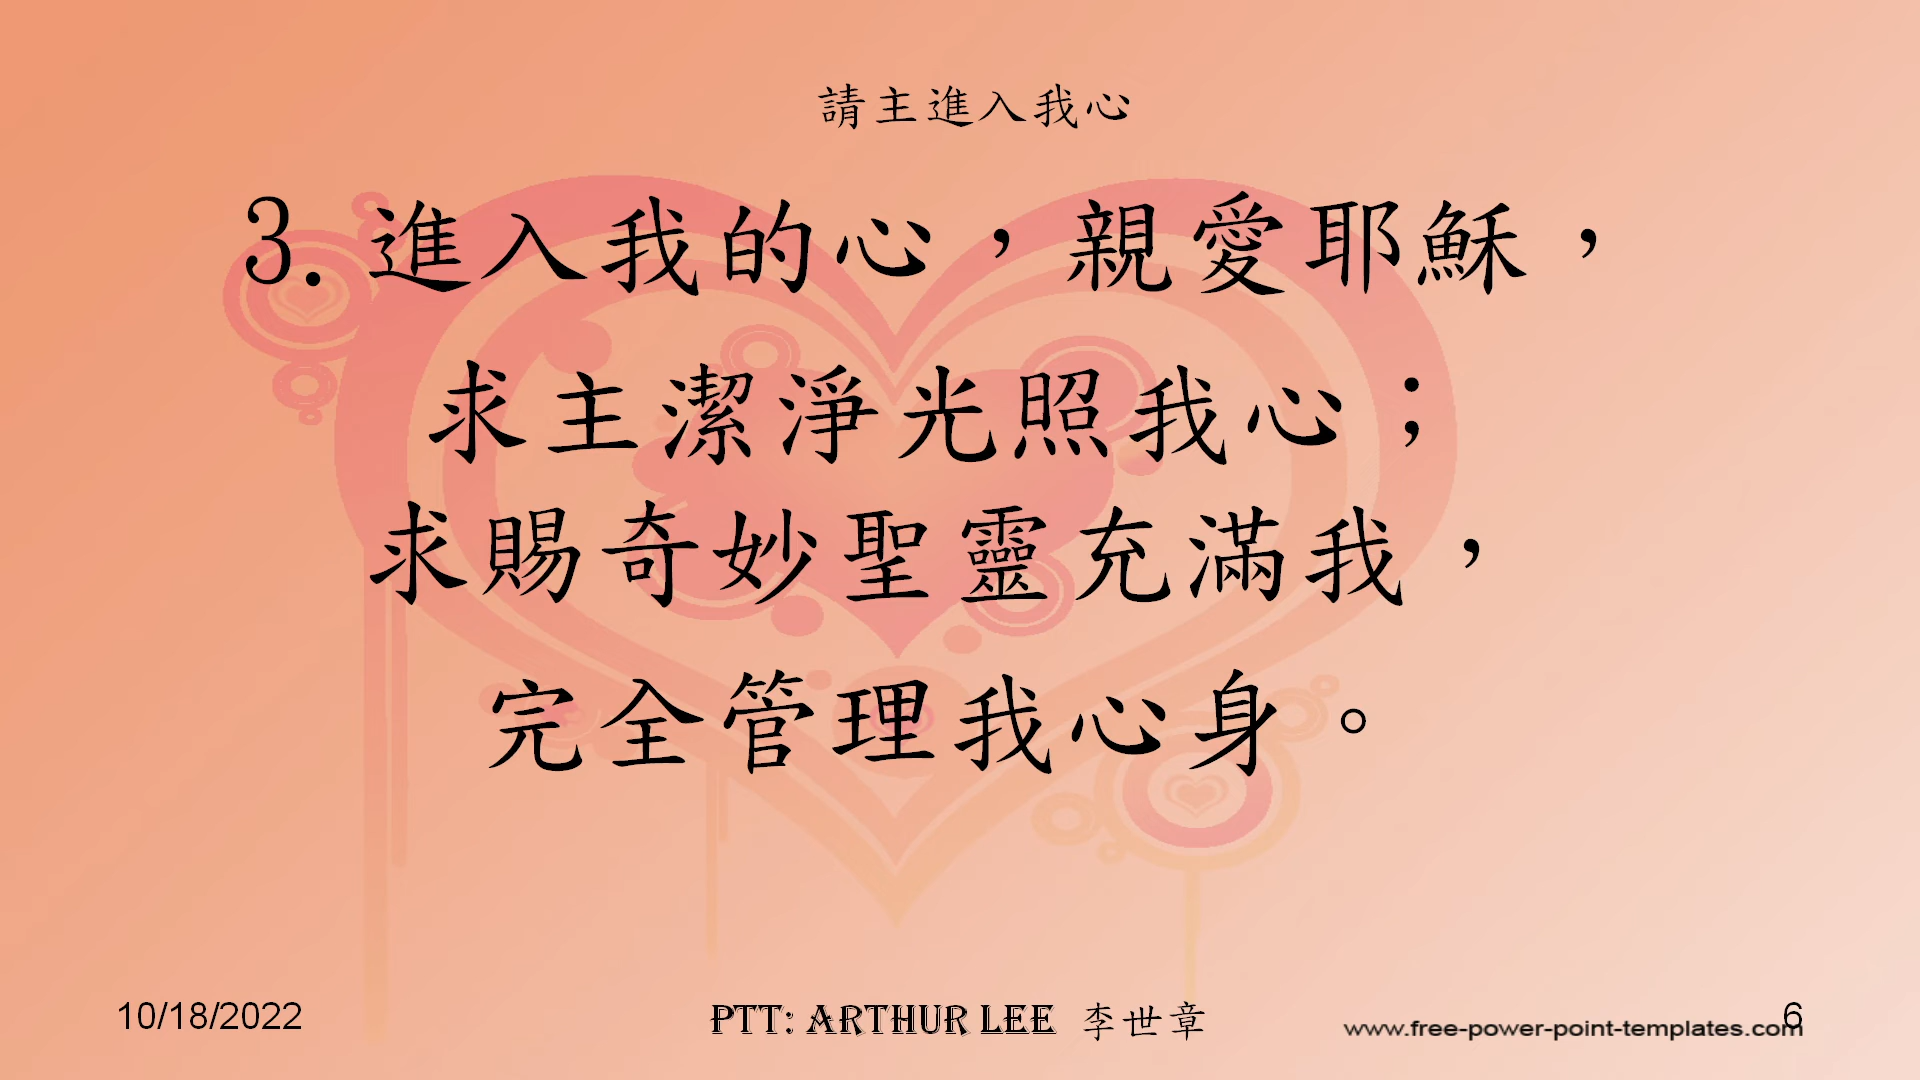 請主進入我心
3.進入我的心，親愛耶穌，
求主潔淨光照我心；
求賜奇妙聖靈充滿我，
完全管理我心身。
10/18/2022
PTT: ARTHUR LEE 李世章
www.free-power-point-templates.com
6